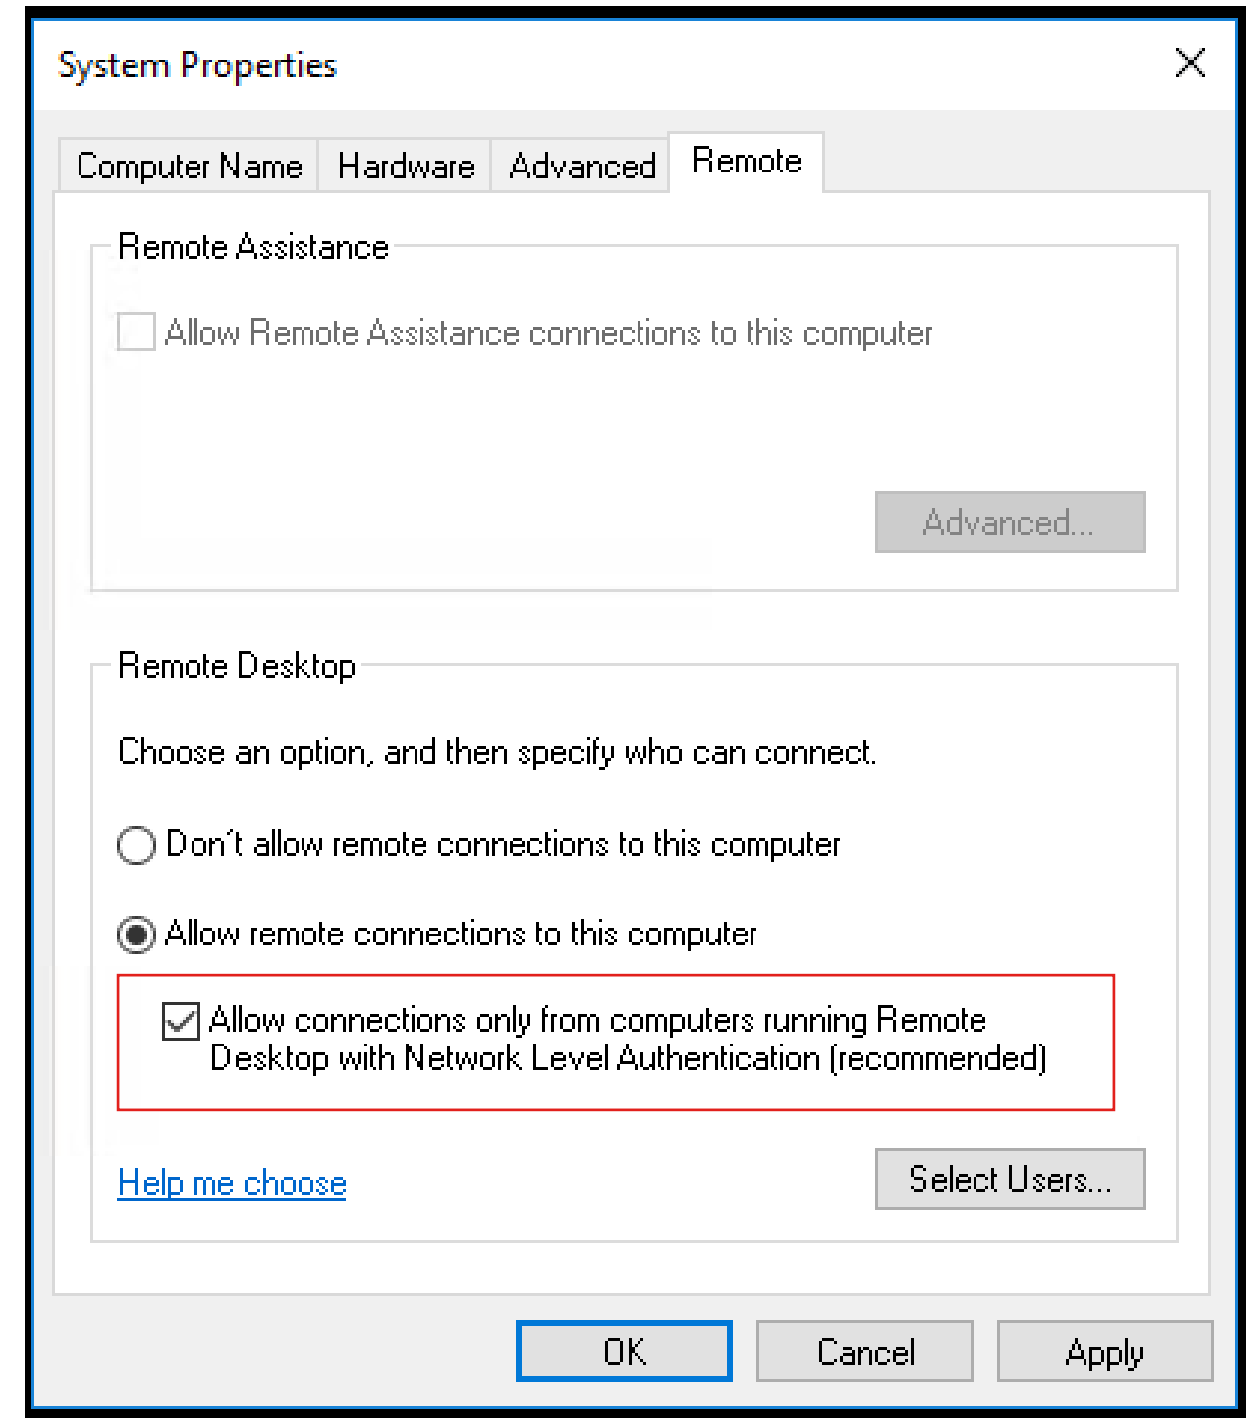 System Properties
Computer Name
Hardware
Advanced
Remote
Remote Assistance
Allow Remote Assistance connections to this computer
Advanced...
Remote Desktop
Choose an option, and then specify who can connect.
Don't allow remote connections to this computer
Allow remote connections to this computer
Allow connections only from computers running Remote
Desktop with Network Level Authentication (recommended)
Help me choose
Select Users...
OK
Cancel
Apply